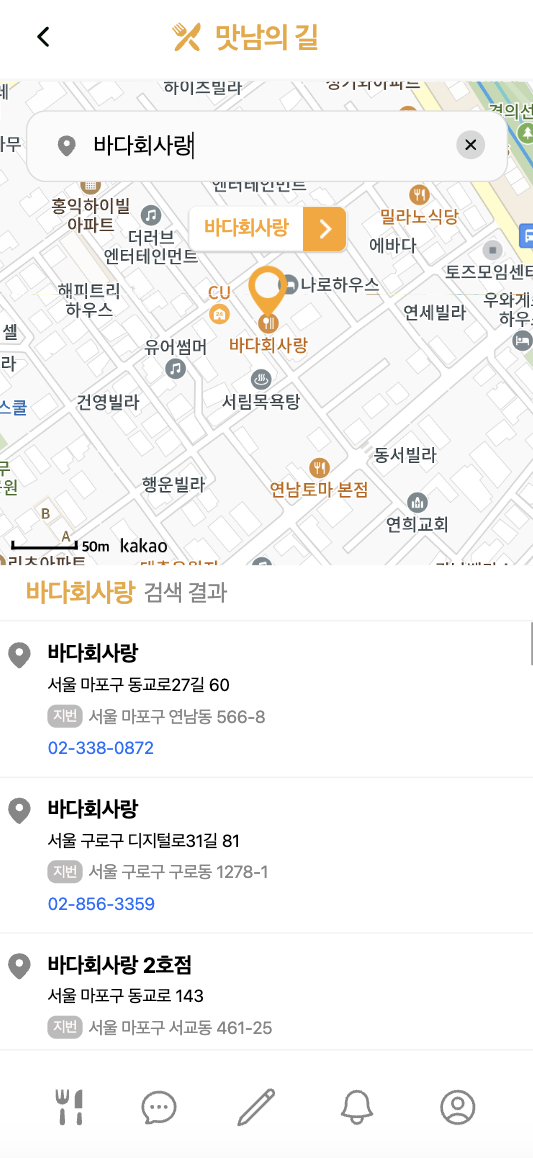 맛남의 길
하이즈빌라
바다회사랑
엔터테인먼트
홍익하이빌
아파트
더러브
엔터테인먼트
바다회사랑
밀라노식당
에바다
토즈모임센터
해피트리
하우스
CU
나로하우스
연세빌라
우와게
하우스
셀
라
유어썸머
바다회사랑
건영빌라
서림목욕탕
스쿨
동서빌라
무
원
행운빌라
연남토마 본점
B
연희교회
A
50m kakao
리츠아파트
바다회사랑 검색 결과
바다회사랑
서울 마포구 동교로27길 60
지번 서울 마포구 연남동 566-8
02-338-0872
바다회사랑
서울 구로구 디지털로31길 81
지번 서울 구로구 구로동 1278-1
02-856-3359
바다회사랑 2호점
서울 마포구 동교로 143
지번 서울 마포구 서교동 461-25